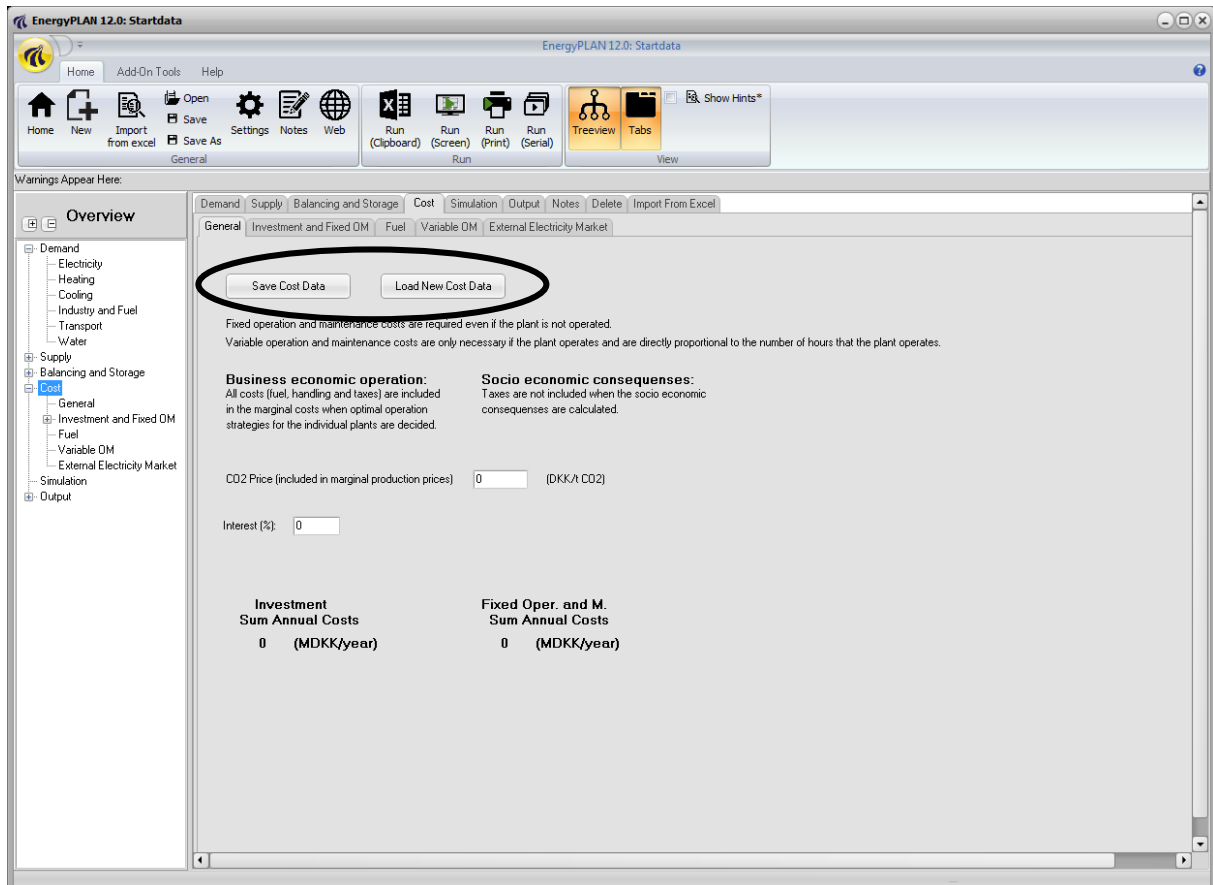 EnergyPLAN 12.0: Startdata
EnergyPLAN 12.0: Startdata
Home Add-On Tools Help
Home
New
Import from excel
Open
Save
Save As
Settings
Notes
Web
General
Run (Clipboard)
Run (Screen)
Run (Print)
Run (Serial)
Run
Treeview
Tabs
Show Hints*
View
Warnings Appear Here:
Overview
Demand
Electricity
Heating
Cooling
Industry and Fuel
Transport
Water
Supply
Balancing and Storage
Cost
General
Investment and Fixed OM
Fuel
Variable OM
External Electricity Market
Simulation
Output
Demand Supply Balancing and Storage Cost Simulation Output Notes Delete Import From Excel
General Investment and Fixed OM Fuel Variable OM External Electricity Market
Save Cost Data Load New Cost Data
Fixed operation and maintenance costs are required even if the plant is not operated.
Variable operation and maintenance costs are only necessary if the plant operates and are directly proportional to the number of hours that the plant operates.
Business economic operation:
All costs (fuel, handling and taxes) are included
in the marginal costs when optimal operation
strategies for the individual plants are decided.
Socio economic consequenses:
Taxes are not included when the socio economic
consequenses are calculated.
CO2 Price (included in marginal production prices) 0 (DKK/t CO2)
Interest (%): 0
Investment
Sum Annual Costs
0 (MDKK/year)
Fixed Oper. and M.
Sum Annual Costs
0 (MDKK/year)